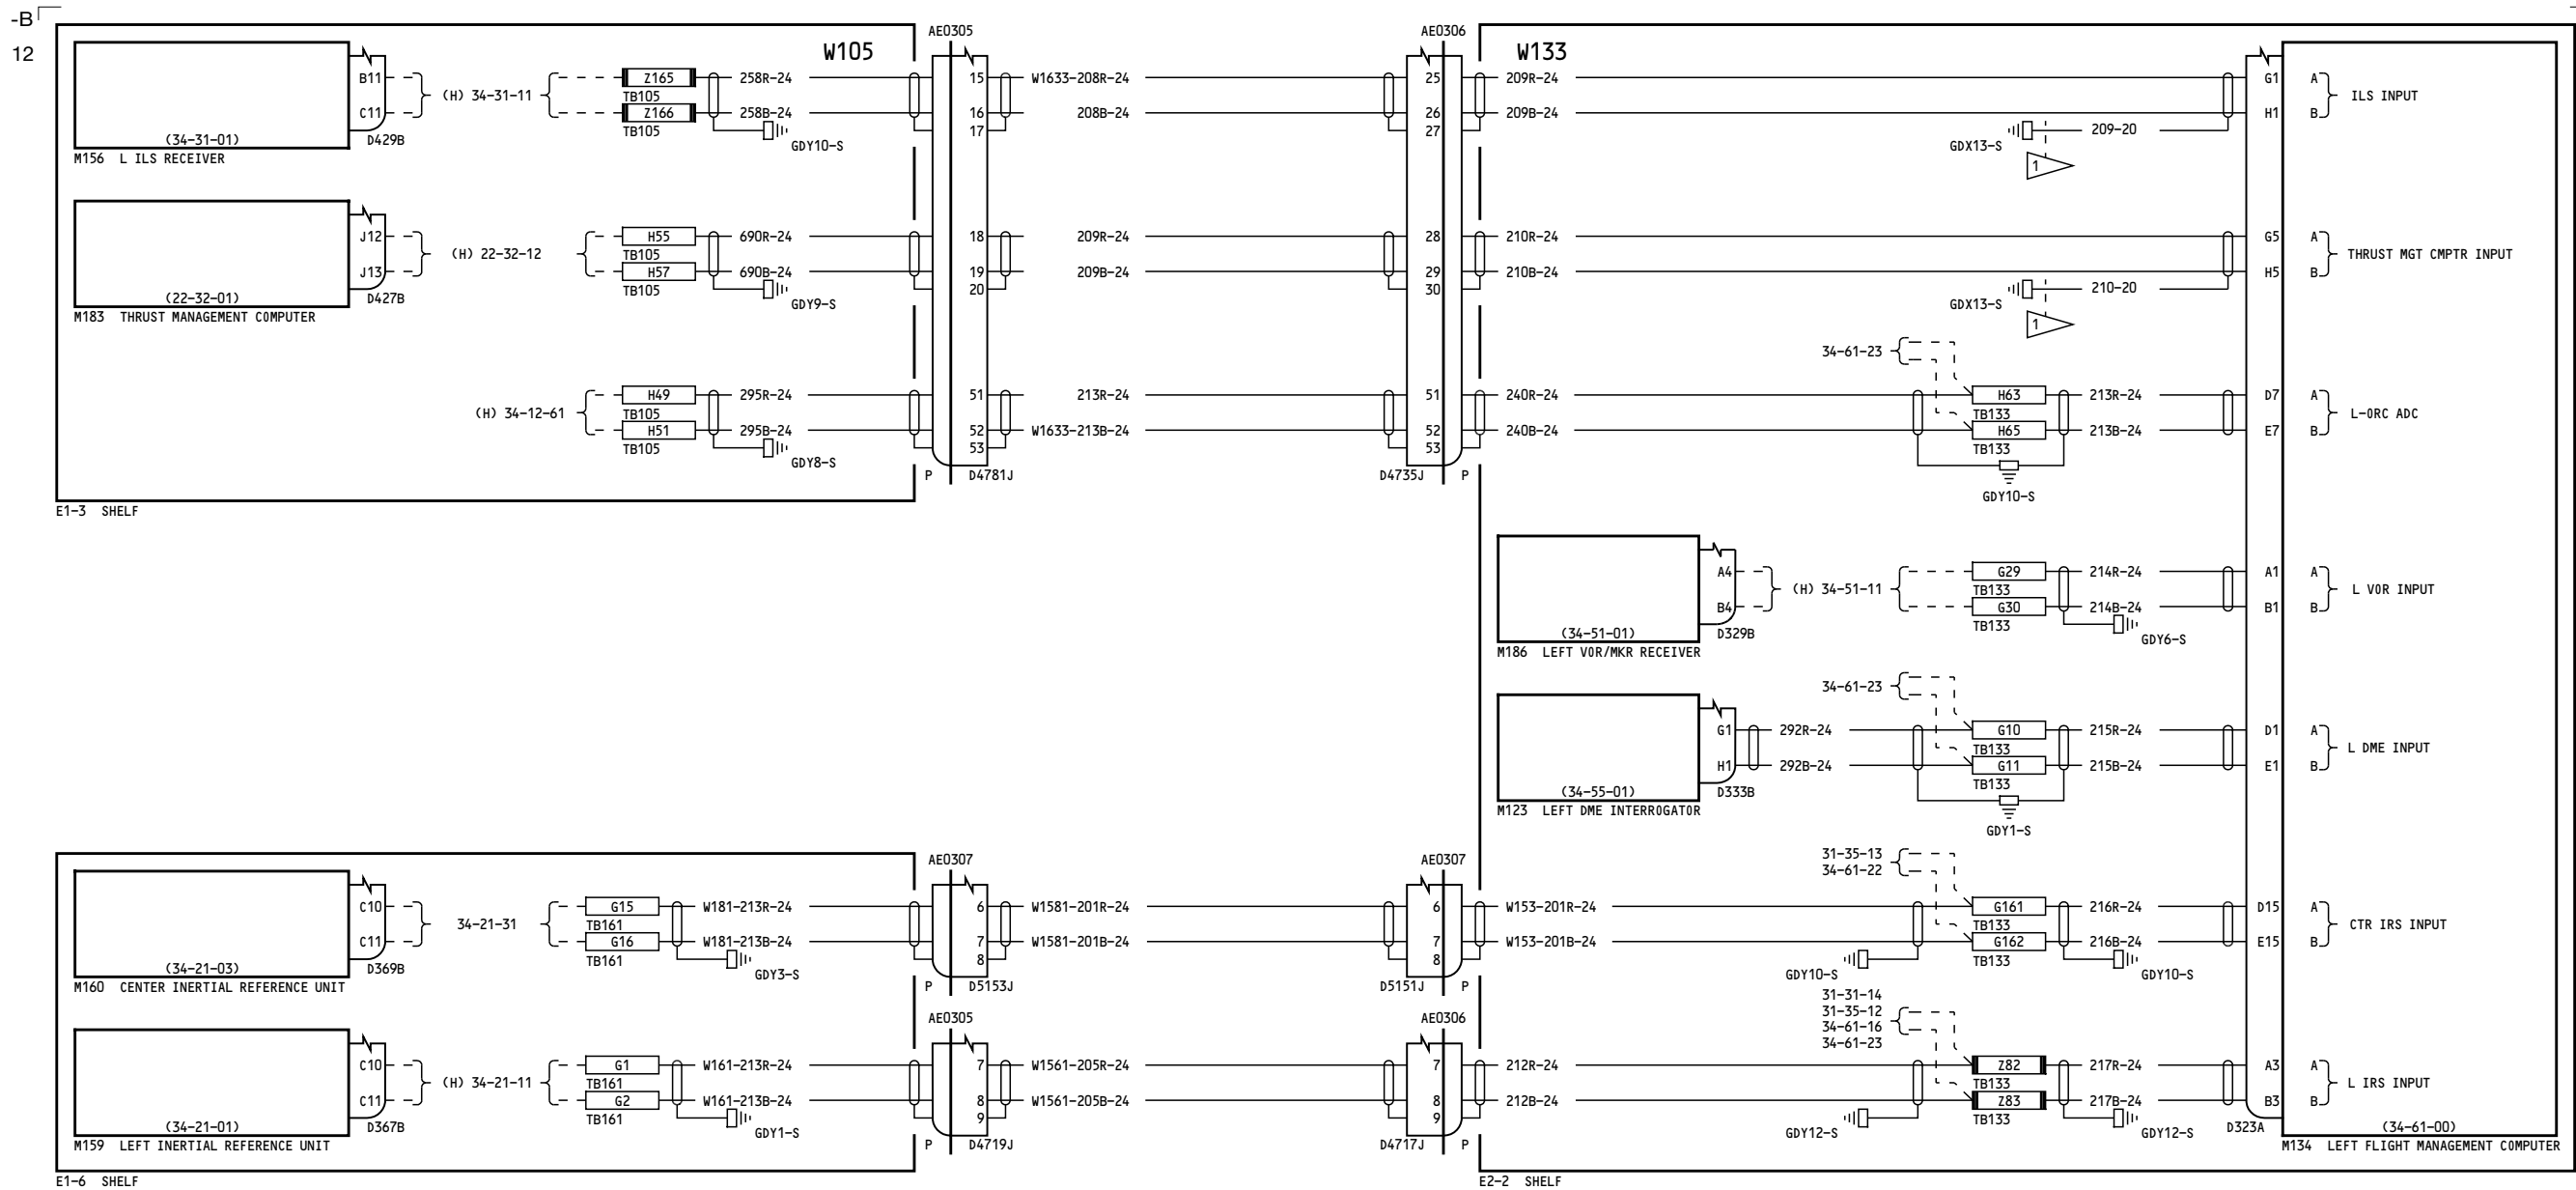 -B
12
W105
AE0305
AE0306
W133
B11
C11
(34-31-01)
D429B
M156 L ILS RECEIVER
(H) 34-31-11
Z165
TB105
Z166
TB105
258R-24
258B-24
GDY10-S
15
16
17
W1633-208R-24
208B-24
25
26
27
209R-24
209B-24
GDX13-S
209-20
1
G1
H1
A
B
ILS INPUT
J12
J13
(22-32-01)
D427B
M183 THRUST MANAGEMENT COMPUTER
(H) 22-32-12
H55
TB105
H57
TB105
690R-24
690B-24
GDY9-S
18
19
20
209R-24
209B-24
28
29
30
210R-24
210B-24
GDX13-S
210-20
1
G5
H5
A
B
THRUST MGT CMPTR INPUT
(H) 34-12-61
H49
TB105
H51
TB105
295R-24
295B-24
GDY8-S
51
52
53
P
D4781J
213R-24
W1633-213B-24
51
52
53
D4735J
P
240R-24
240B-24
34-61-23
H63
TB133
H65
TB133
GDY10-S
213R-24
213B-24
D7
E7
A
B
L-0RC ADC
E1-3 SHELF
A4
B4
(34-51-01)
D329B
M186 LEFT VOR/MKR RECEIVER
(H) 34-51-11
G29
TB133
G30
TB133
214R-24
214B-24
GDY6-S
A1
B1
A
B
L VOR INPUT
G1
H1
(34-55-01)
D333B
M123 LEFT DME INTERROGATOR
292R-24
292B-24
34-61-23
G10
TB133
G11
TB133
GDY1-S
215R-24
215B-24
D1
E1
A
B
L DME INPUT
AE0307
AE0307
C10
C11
(34-21-03)
D369B
M160 CENTER INERTIAL REFERENCE UNIT
34-21-31
G15
TB161
G16
TB161
W181-213R-24
W181-213B-24
GDY3-S
6
7
8
P
D5153J
W1581-201R-24
W1581-201B-24
6
7
8
D5151J
P
W153-201R-24
W153-201B-24
31-35-13
34-61-22
GDY10-S
G161
TB133
G162
TB133
216R-24
216B-24
GDY10-S
D15
E15
A
B
CTR IRS INPUT
AE0305
AE0306
C10
C11
(34-21-01)
D367B
M159 LEFT INERTIAL REFERENCE UNIT
(H) 34-21-11
G1
TB161
G2
TB161
W161-213R-24
W161-213B-24
GDY1-S
7
8
9
P
D4719J
W1561-205R-24
W1561-205B-24
7
8
9
D4717J
P
212R-24
212B-24
31-31-14
31-35-12
34-61-16
34-61-23
GDY12-S
Z82
TB133
Z83
TB133
217R-24
217B-24
GDY12-S
A3
B3
A
B
L IRS INPUT
D323A
(34-61-00)
M134 LEFT FLIGHT MANAGEMENT COMPUTER
E1-6 SHELF
E2-2 SHELF